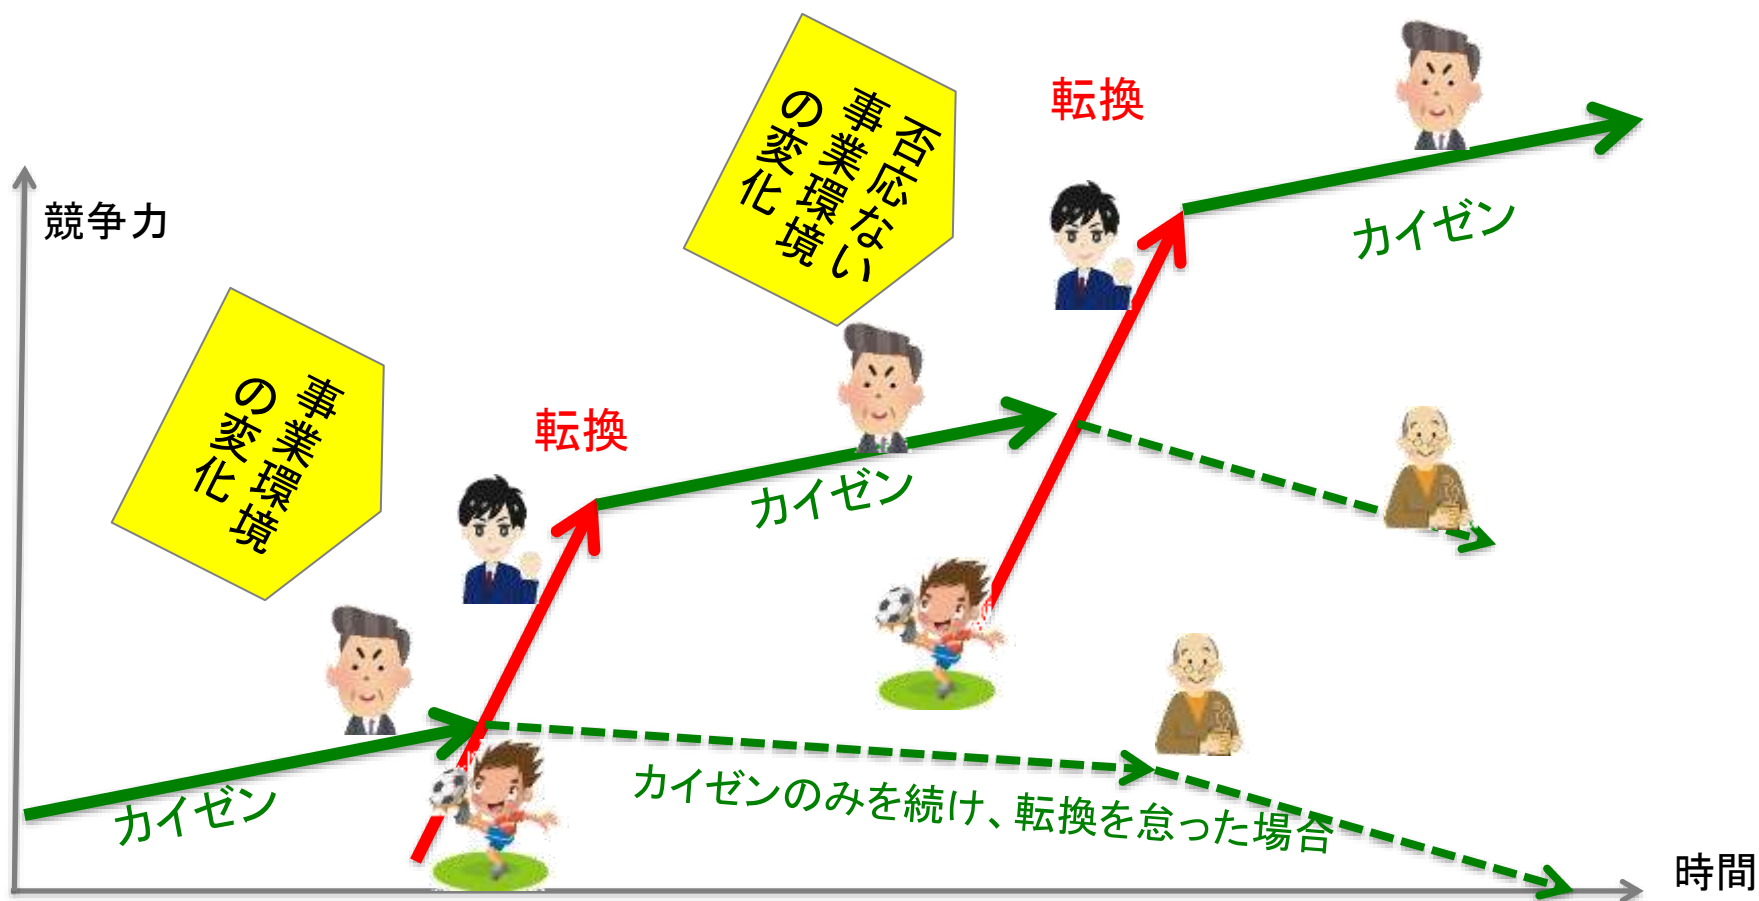 競争力
事業環境
の変化
転換
カイゼン
カイゼン
否応ない
事業環境
の変化
転換
カイゼン
カイゼンのみを続け、転換を怠った場合
時間